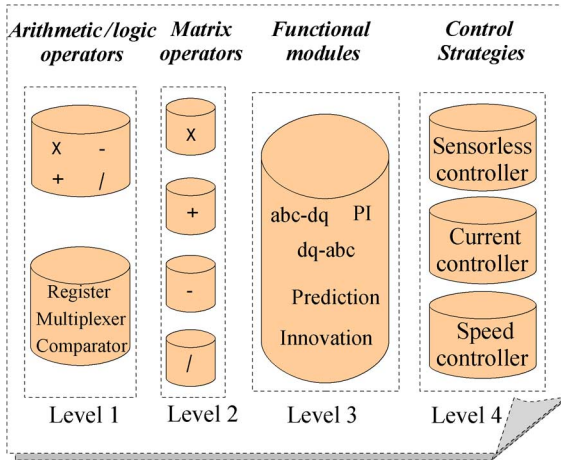 Arithmetic/logic operators
Matrix operators
Functional modules
Control Strategies
X -
+ /
Register
Multiplexer
Comparator
Level 1
X
+
-
/
Level 2
abc-dq PI
dq-abc
Prediction
Innovation
Level 3
Sensorless
controller
Current
controller
Speed
controller
Level 4